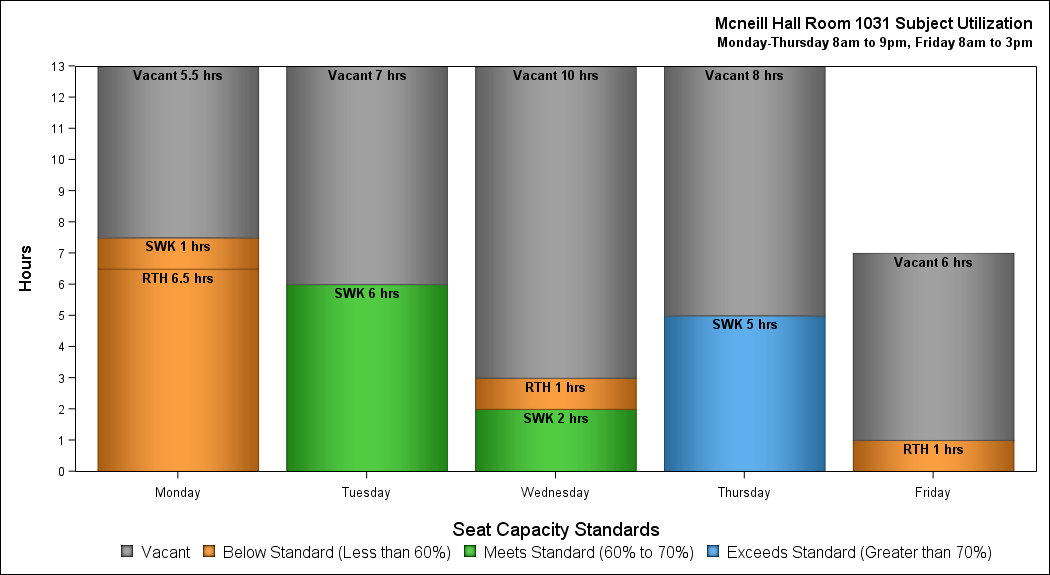 Mcneill Hall Room 1031 Subject Utilization
Monday-Thursday 8am to 9pm, Friday 8am to 3pm
Hours
13
12
11
10
9
8
7
6
5
4
3
2
1
0
Vacant 5.5 hrs
SWK 1 hrs
RTH 6.5 hrs
Vacant 7 hrs
SWK 6 hrs
Vacant 10 hrs
RTH 1 hrs
SWK 2 hrs
Vacant 8 hrs
SWK 5 hrs
Vacant 6 hrs
RTH 1 hrs
Monday Tuesday Wednesday Thursday Friday
Seat Capacity Standards
Vacant Below Standard (Less than 60%) Meets Standard (60% to 70%) Exceeds Standard (Greater than 70%)